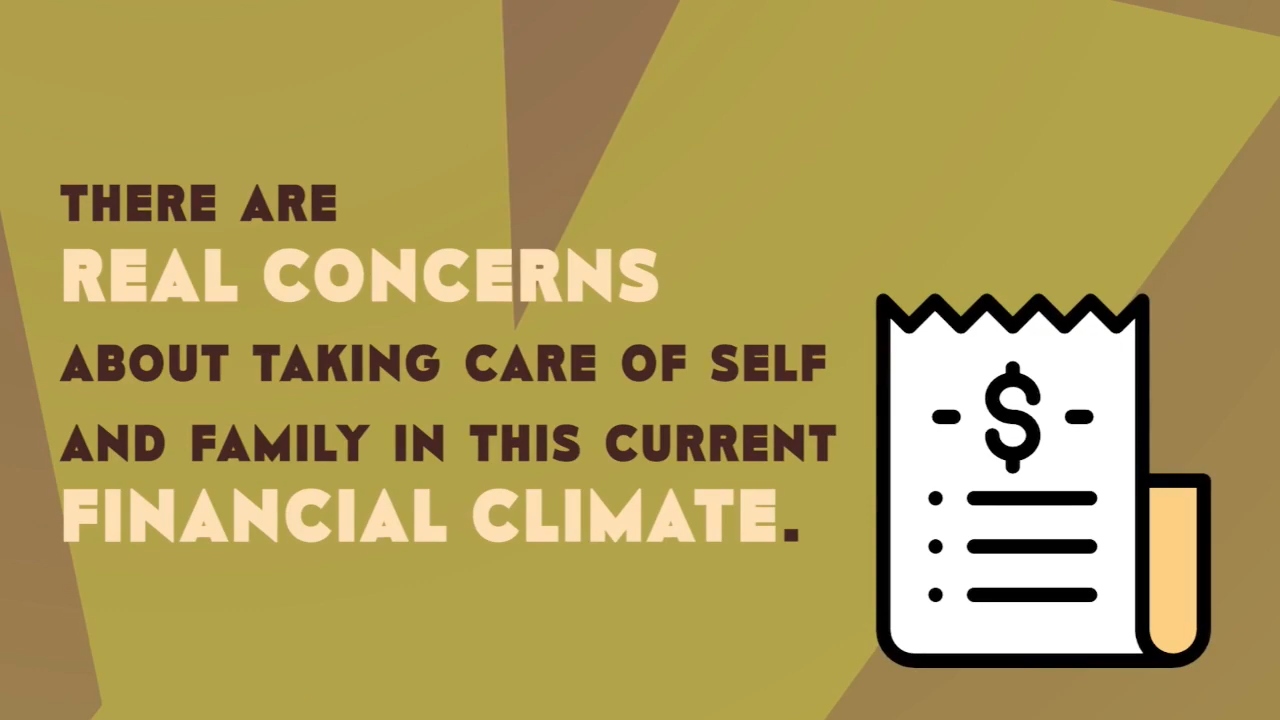 THERE ARE
REAL CONCERNS
ABOUT TAKING CARE OF SELF
AND FAMILY IN THIS CURRENT
FINANCIAL CLIMATE.
$